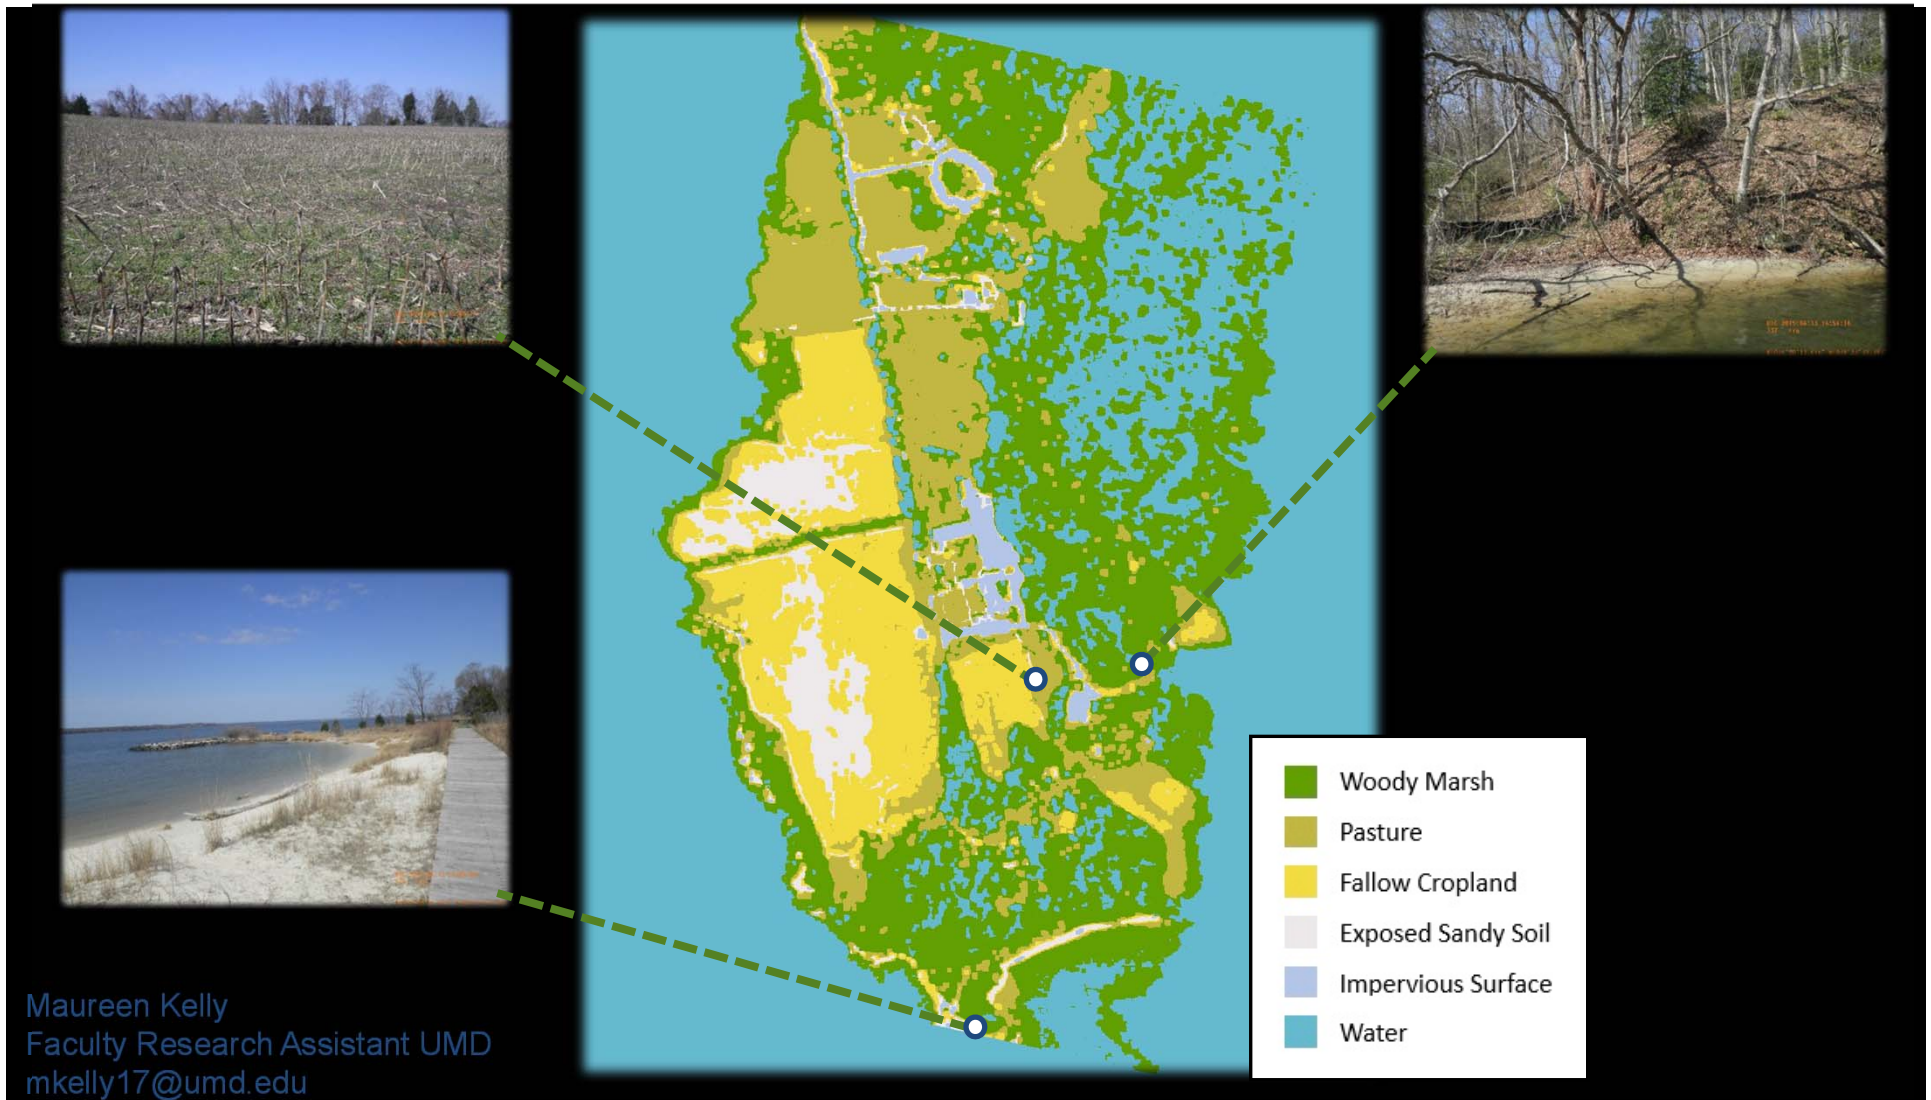 Woody Marsh
Pasture
Fallow Cropland
Exposed Sandy Soil
Impervious Surface
Water
Maureen Kelly
Faculty Research Assistant UMD
mkelly17@umd.edu